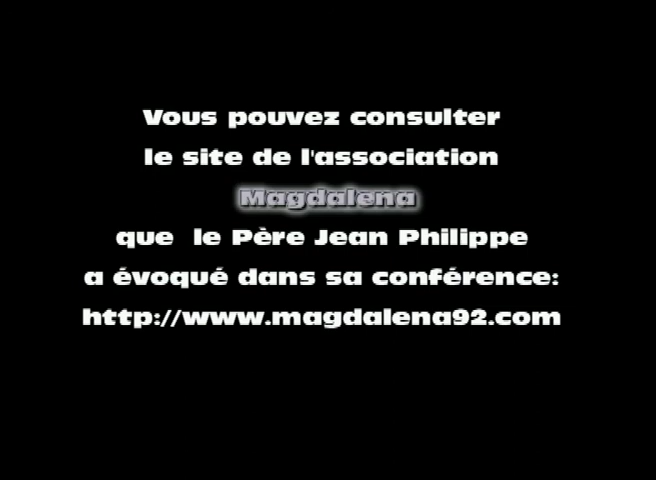 Vous pouvez consulter
le site de l'association
Magdalena
que le Père Jean Philippe
a évoqué dans sa conférence:
http://www.magdalena92.com